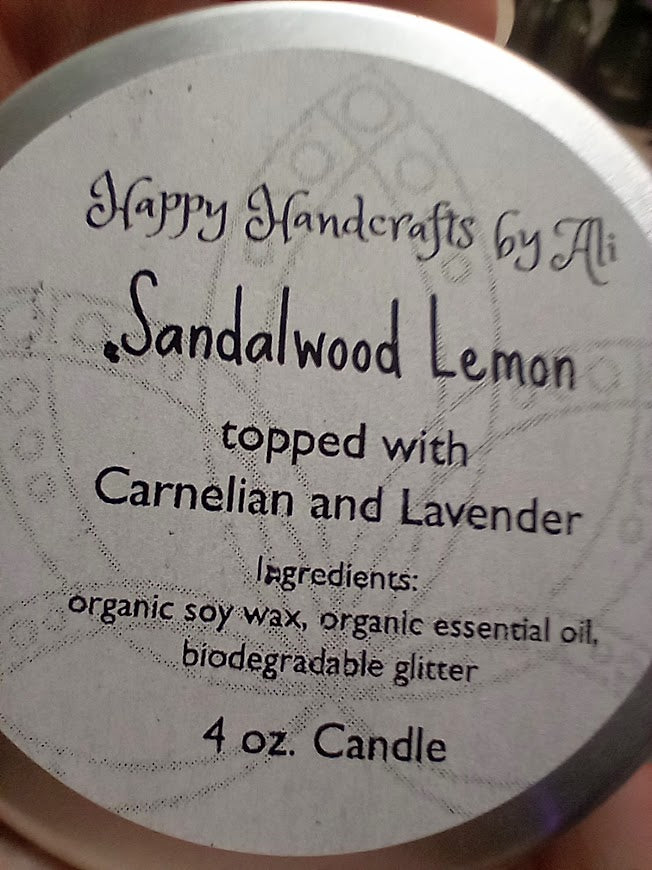 Happy Handcrafts by Ali
Sandalwood Lemon
topped with
Carnelian and Lavender
Ingredients:
organic soy wax, organic essential oil,
biodegradable glitter
4 oz. Candle